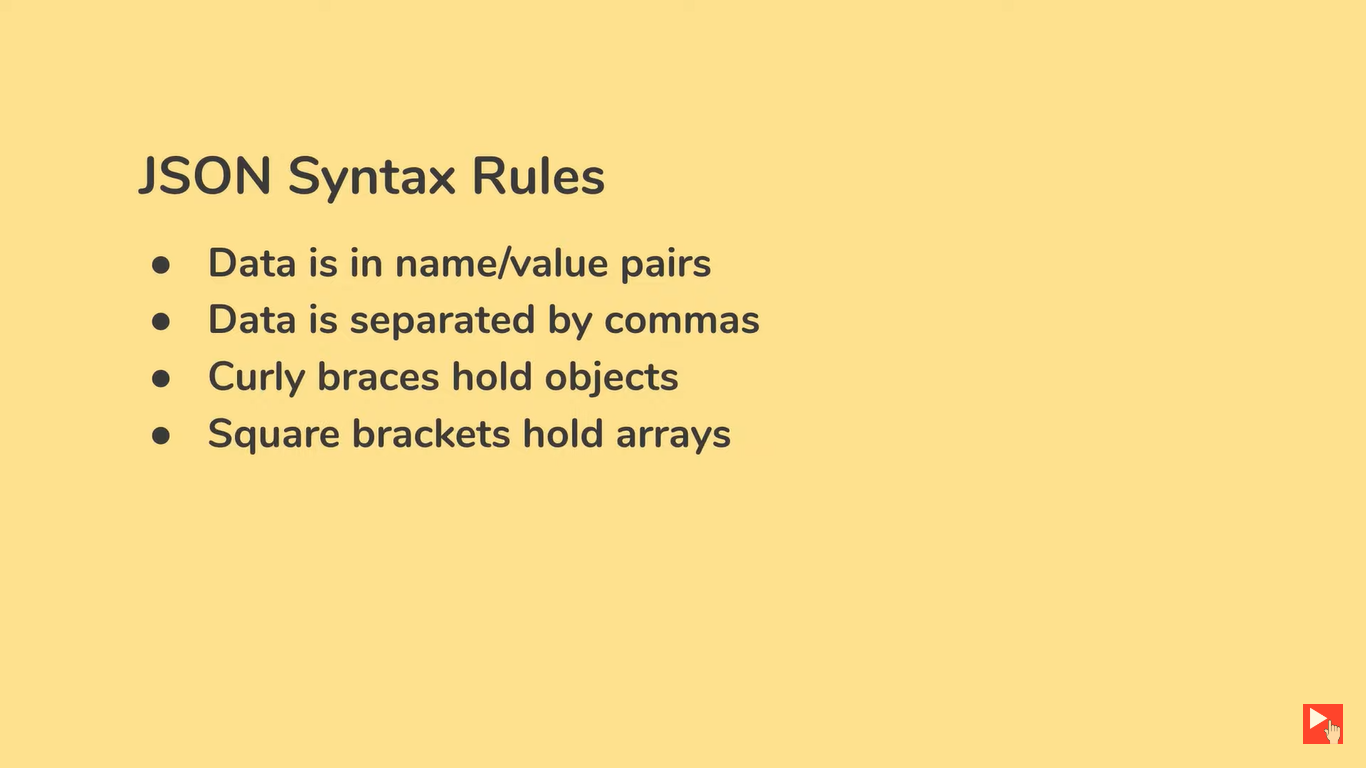 JSON Syntax Rules
● Data is in name/value pairs
● Data is separated by commas
● Curly braces hold objects
● Square brackets hold arrays